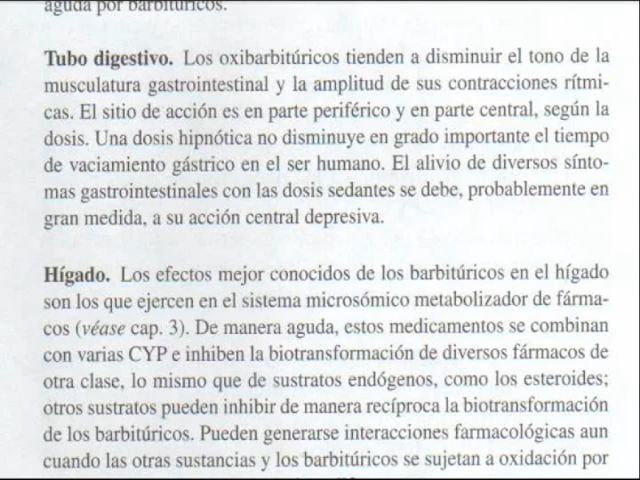 aguda por barbitúricos.
Tubo digestivo. Los oxibarbitúricos tienden a disminuir el tono de la
musculatura gastrointestinal y la amplitud de sus contracciones rítmi-
cas. El sitio de acción es en parte periférico y en parte central, según la
dosis. Una dosis hipnótica no disminuye en grado importante el tiempo
de vaciamiento gástrico en el ser humano. El alivio de diversos sínto-
mas gastrointestinales con las dosis sedantes se debe, probablemente en
gran medida, a su acción central depresiva.
Hígado. Los efectos mejor conocidos de los barbitúricos en el hígado
son los que ejercen en el sistema microsómico metabolizador de fárma-
cos (véase cap. 3). De manera aguda, estos medicamentos se combinan
con varias CYP e inhiben la biotransformación de diversos fármacos de
otra clase, lo mismo que de sustratos endógenos, como los esteroides;
otros sustratos pueden inhibir de manera recíproca la biotransformación
de los barbitúricos. Pueden generarse interacciones farmacológicas aun
cuando las otras sustancias y los barbitúricos se sujetan a oxidación por